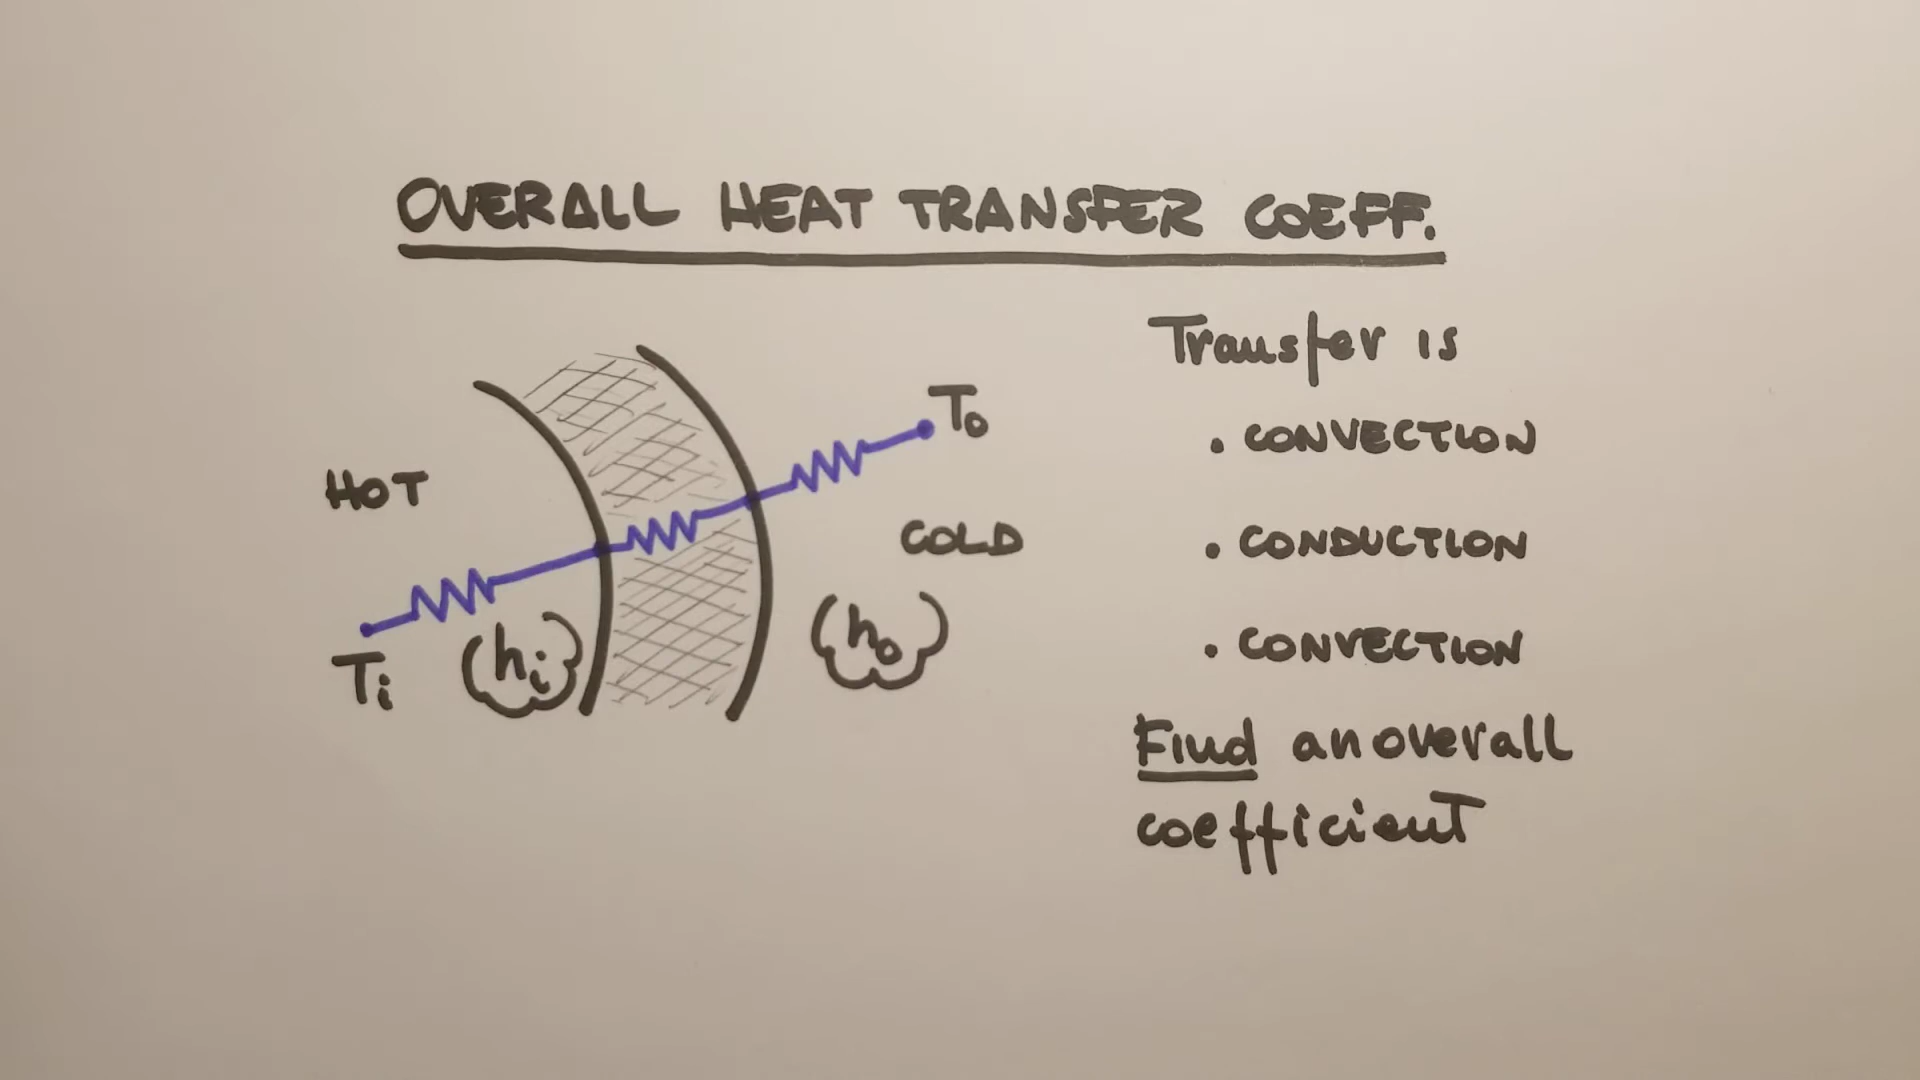 OVERALL HEAT TRANSFER COEFF.
Transfer is
To
. CONVECTION
HOT
COLD
. CONDUCTION
(hi)
(ho)
Ti
. CONVECTION
Find an overall
coefficient